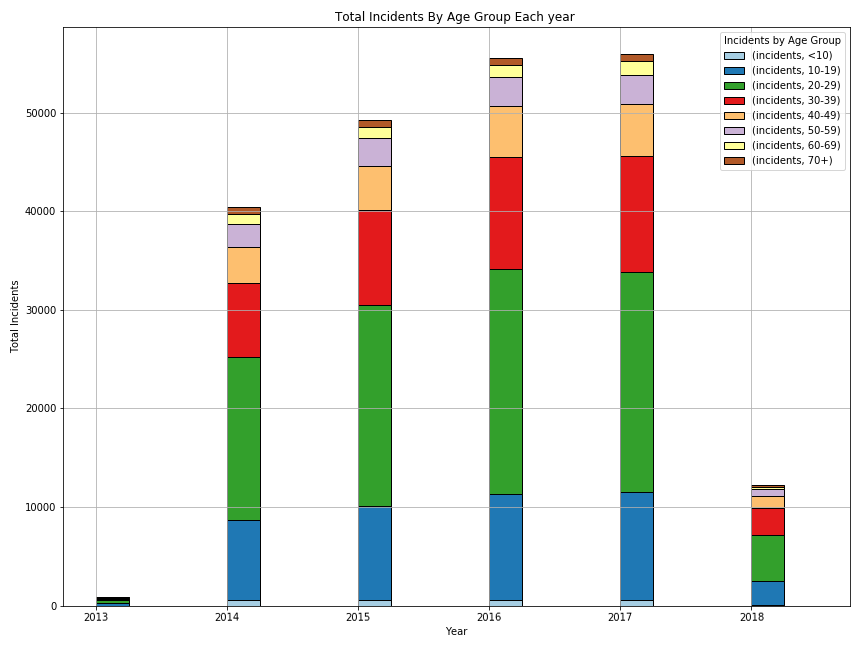 Total Incidents By Age Group Each year
Incidents by Age Group
(incidents, <10)
(incidents, 10-19)
(incidents, 20-29)
(incidents, 30-39)
(incidents, 40-49)
(incidents, 50-59)
(incidents, 60-69)
(incidents, 70+)
Total Incidents
50000
40000
30000
20000
10000
0
2013
2014
2015
2016
2017
2018
Year